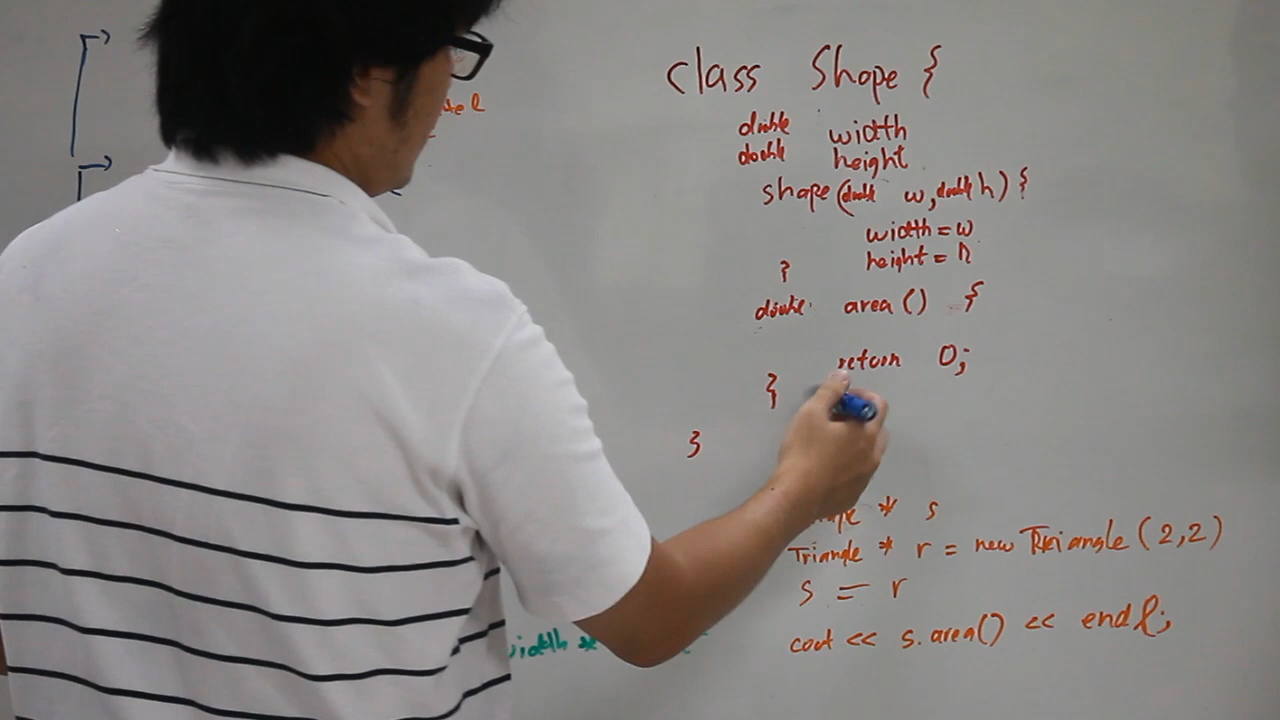 class Shape {
double width
double height
shape(double w, double h) {
width = w
height = h
}
double area() {
return 0;
}
}
* s
Triangle * r = new Triangle(2,2)
s = r
cout << s.area() << endl;
width *